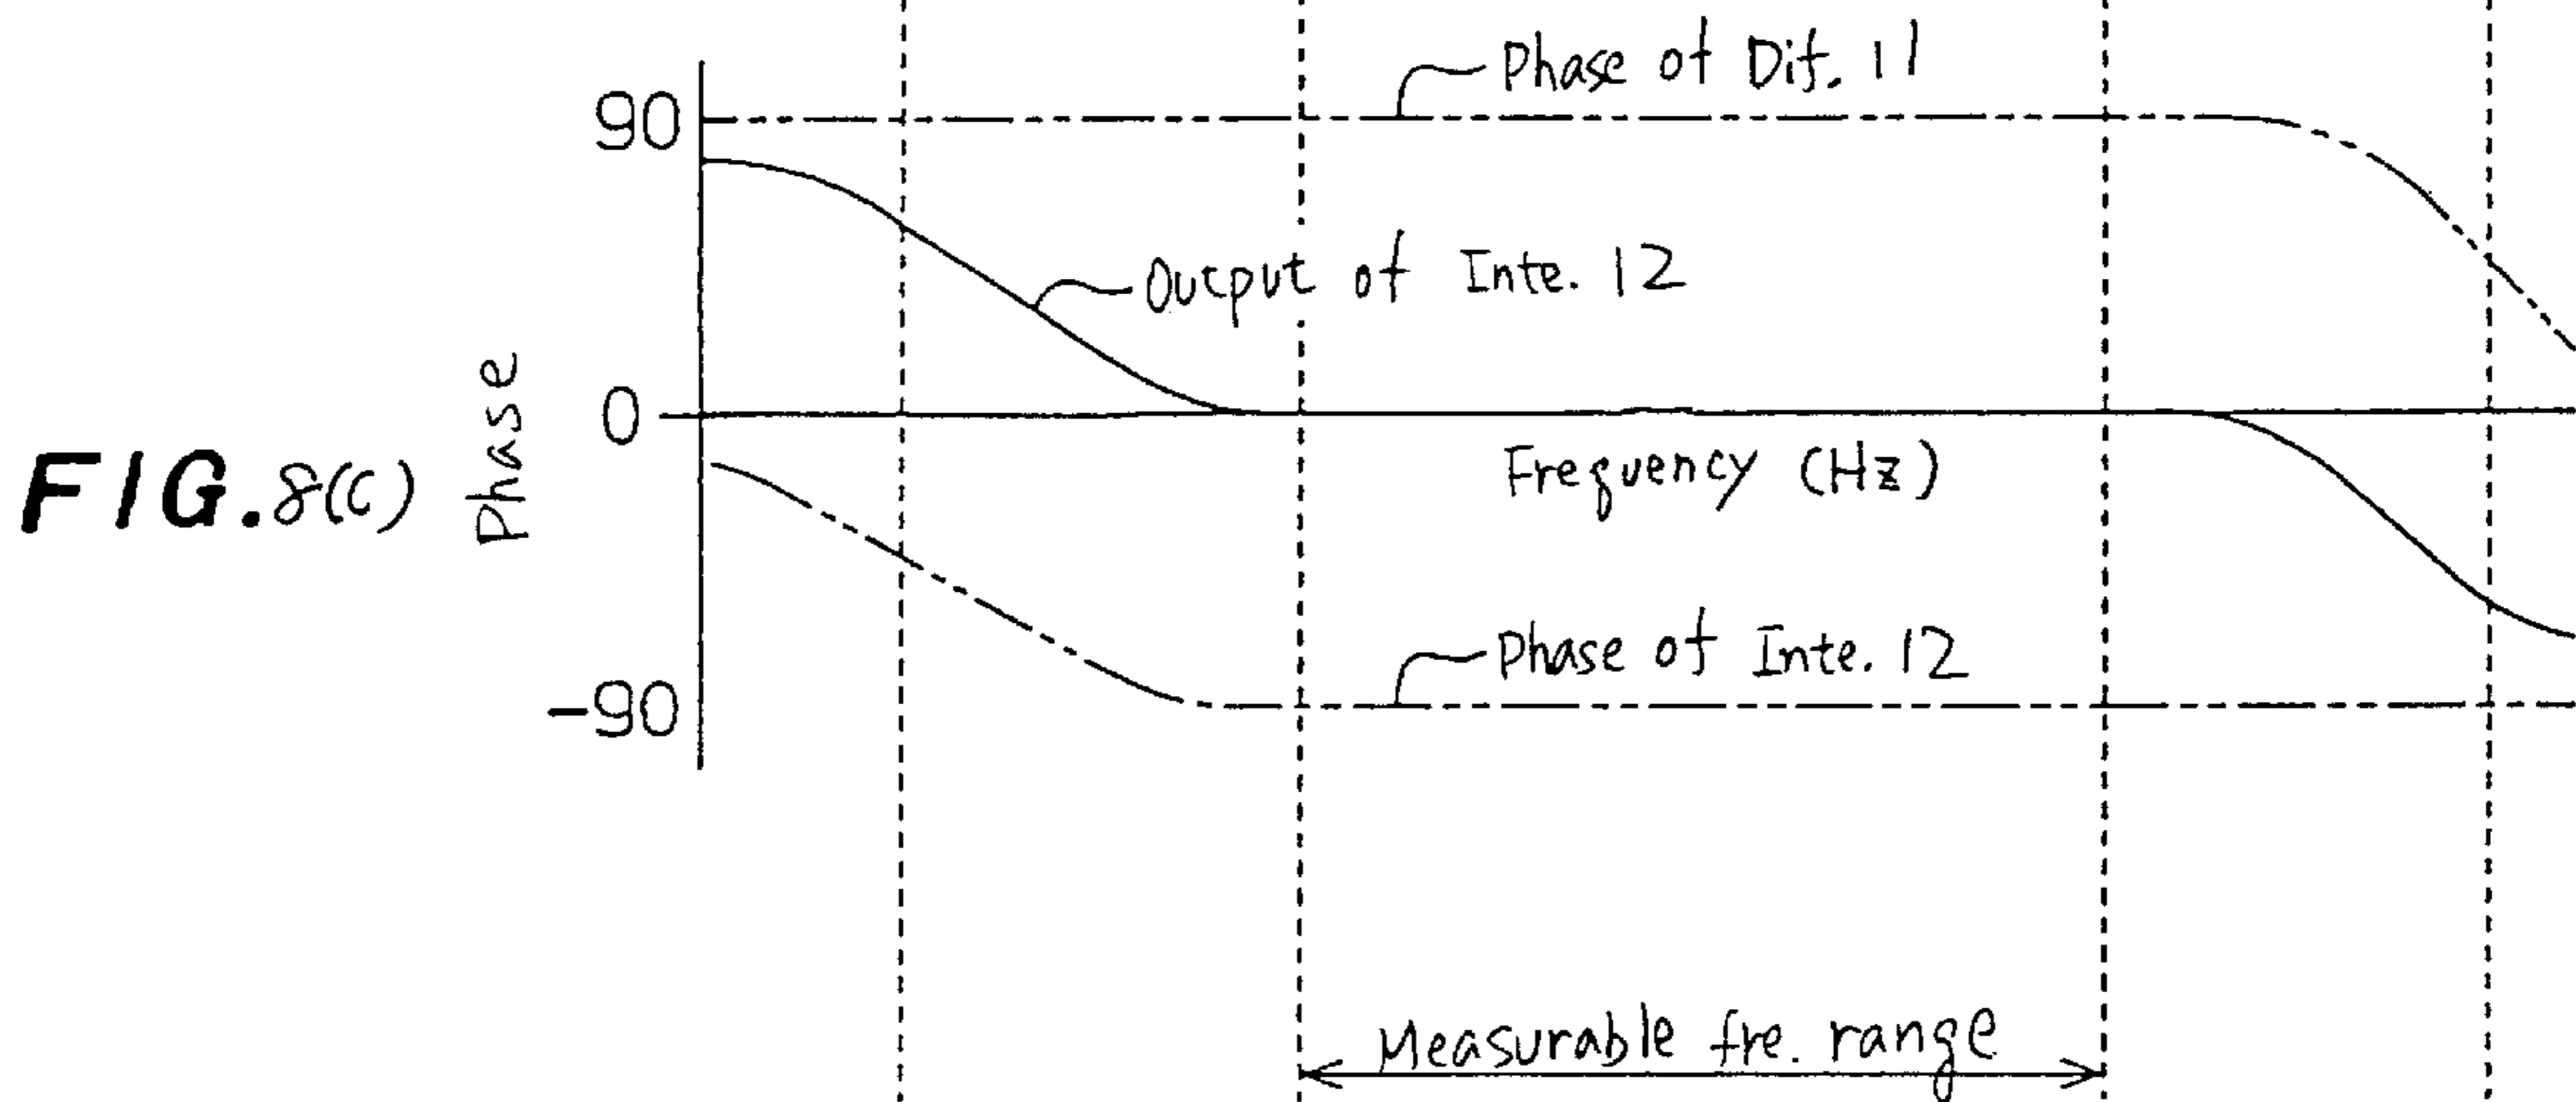 Phase of Dif. 11
90
Output of Inte. 12
0
Phase
Frequency (Hz)
FIG. 8(C)
Phase of Inte. 12
-90
Measurable fre. range